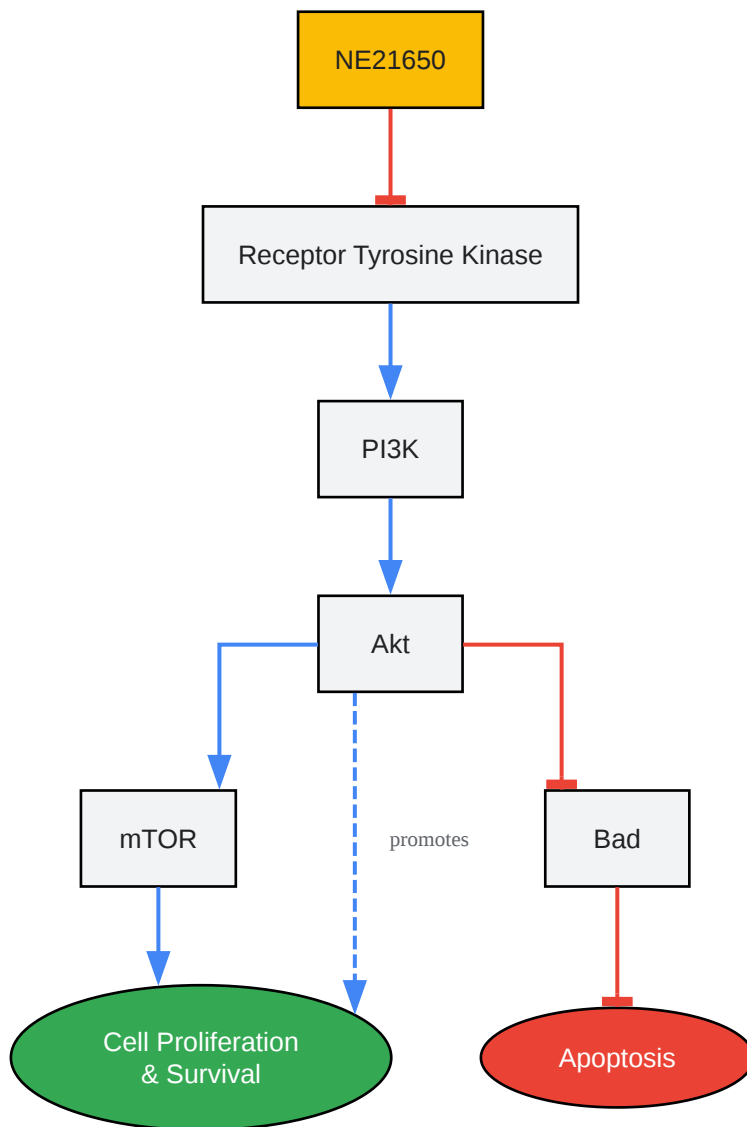 NE21650
Receptor Tyrosine Kinase
PI3K
Akt
mTOR
promotes
Bad
Cell Proliferation
& Survival
Apoptosis